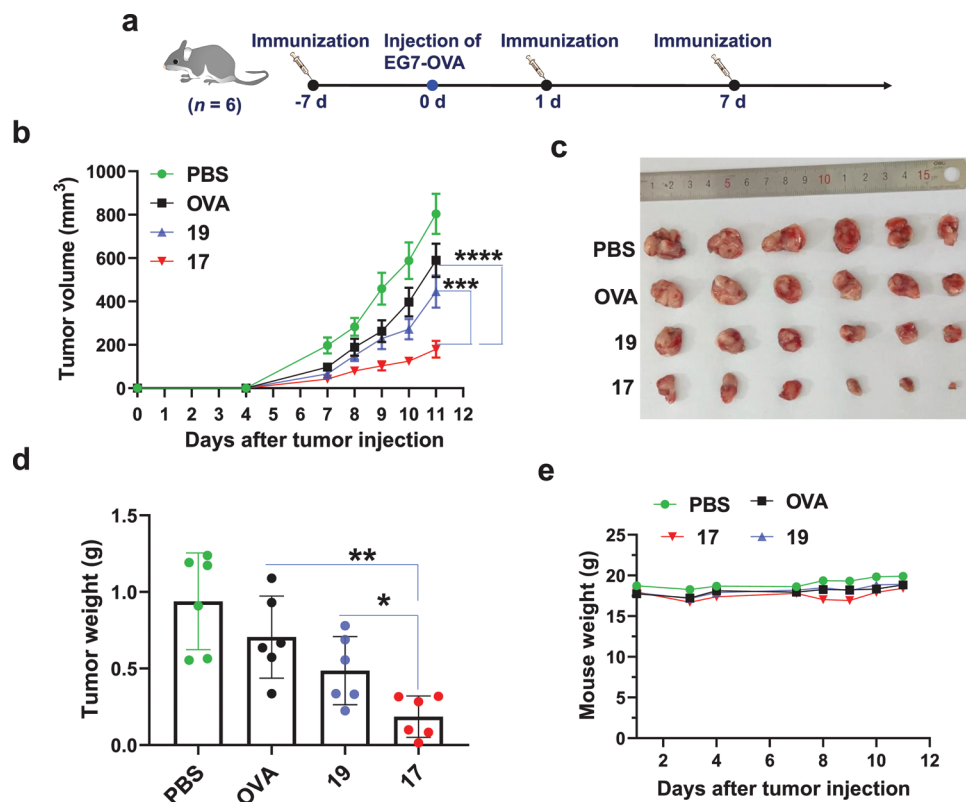 a
Immunization
Injection of
EG7-OVA
Immunization
Immunization
(n = 6)
-7 d
0 d
1 d
7 d
b
PBS
OVA
19
17
Tumor volume (mm³)
1000
800
600
400
200
0
****
***
0 1 2 3 4 5 6 7 8 9 10 11 12
Days after tumor injection
c
1 2 3 4 5 6 7 8 9 10 1 2 3 4 15
PBS
OVA
19
17
d
Tumor weight (g)
1.5
1.0
0.5
0.0
**
*
PBS
OVA
19
17
e
PBS
OVA
17
19
Mouse weight (g)
25
20
15
10
5
0
0 2 4 6 8 10 12
Days after tumor injection